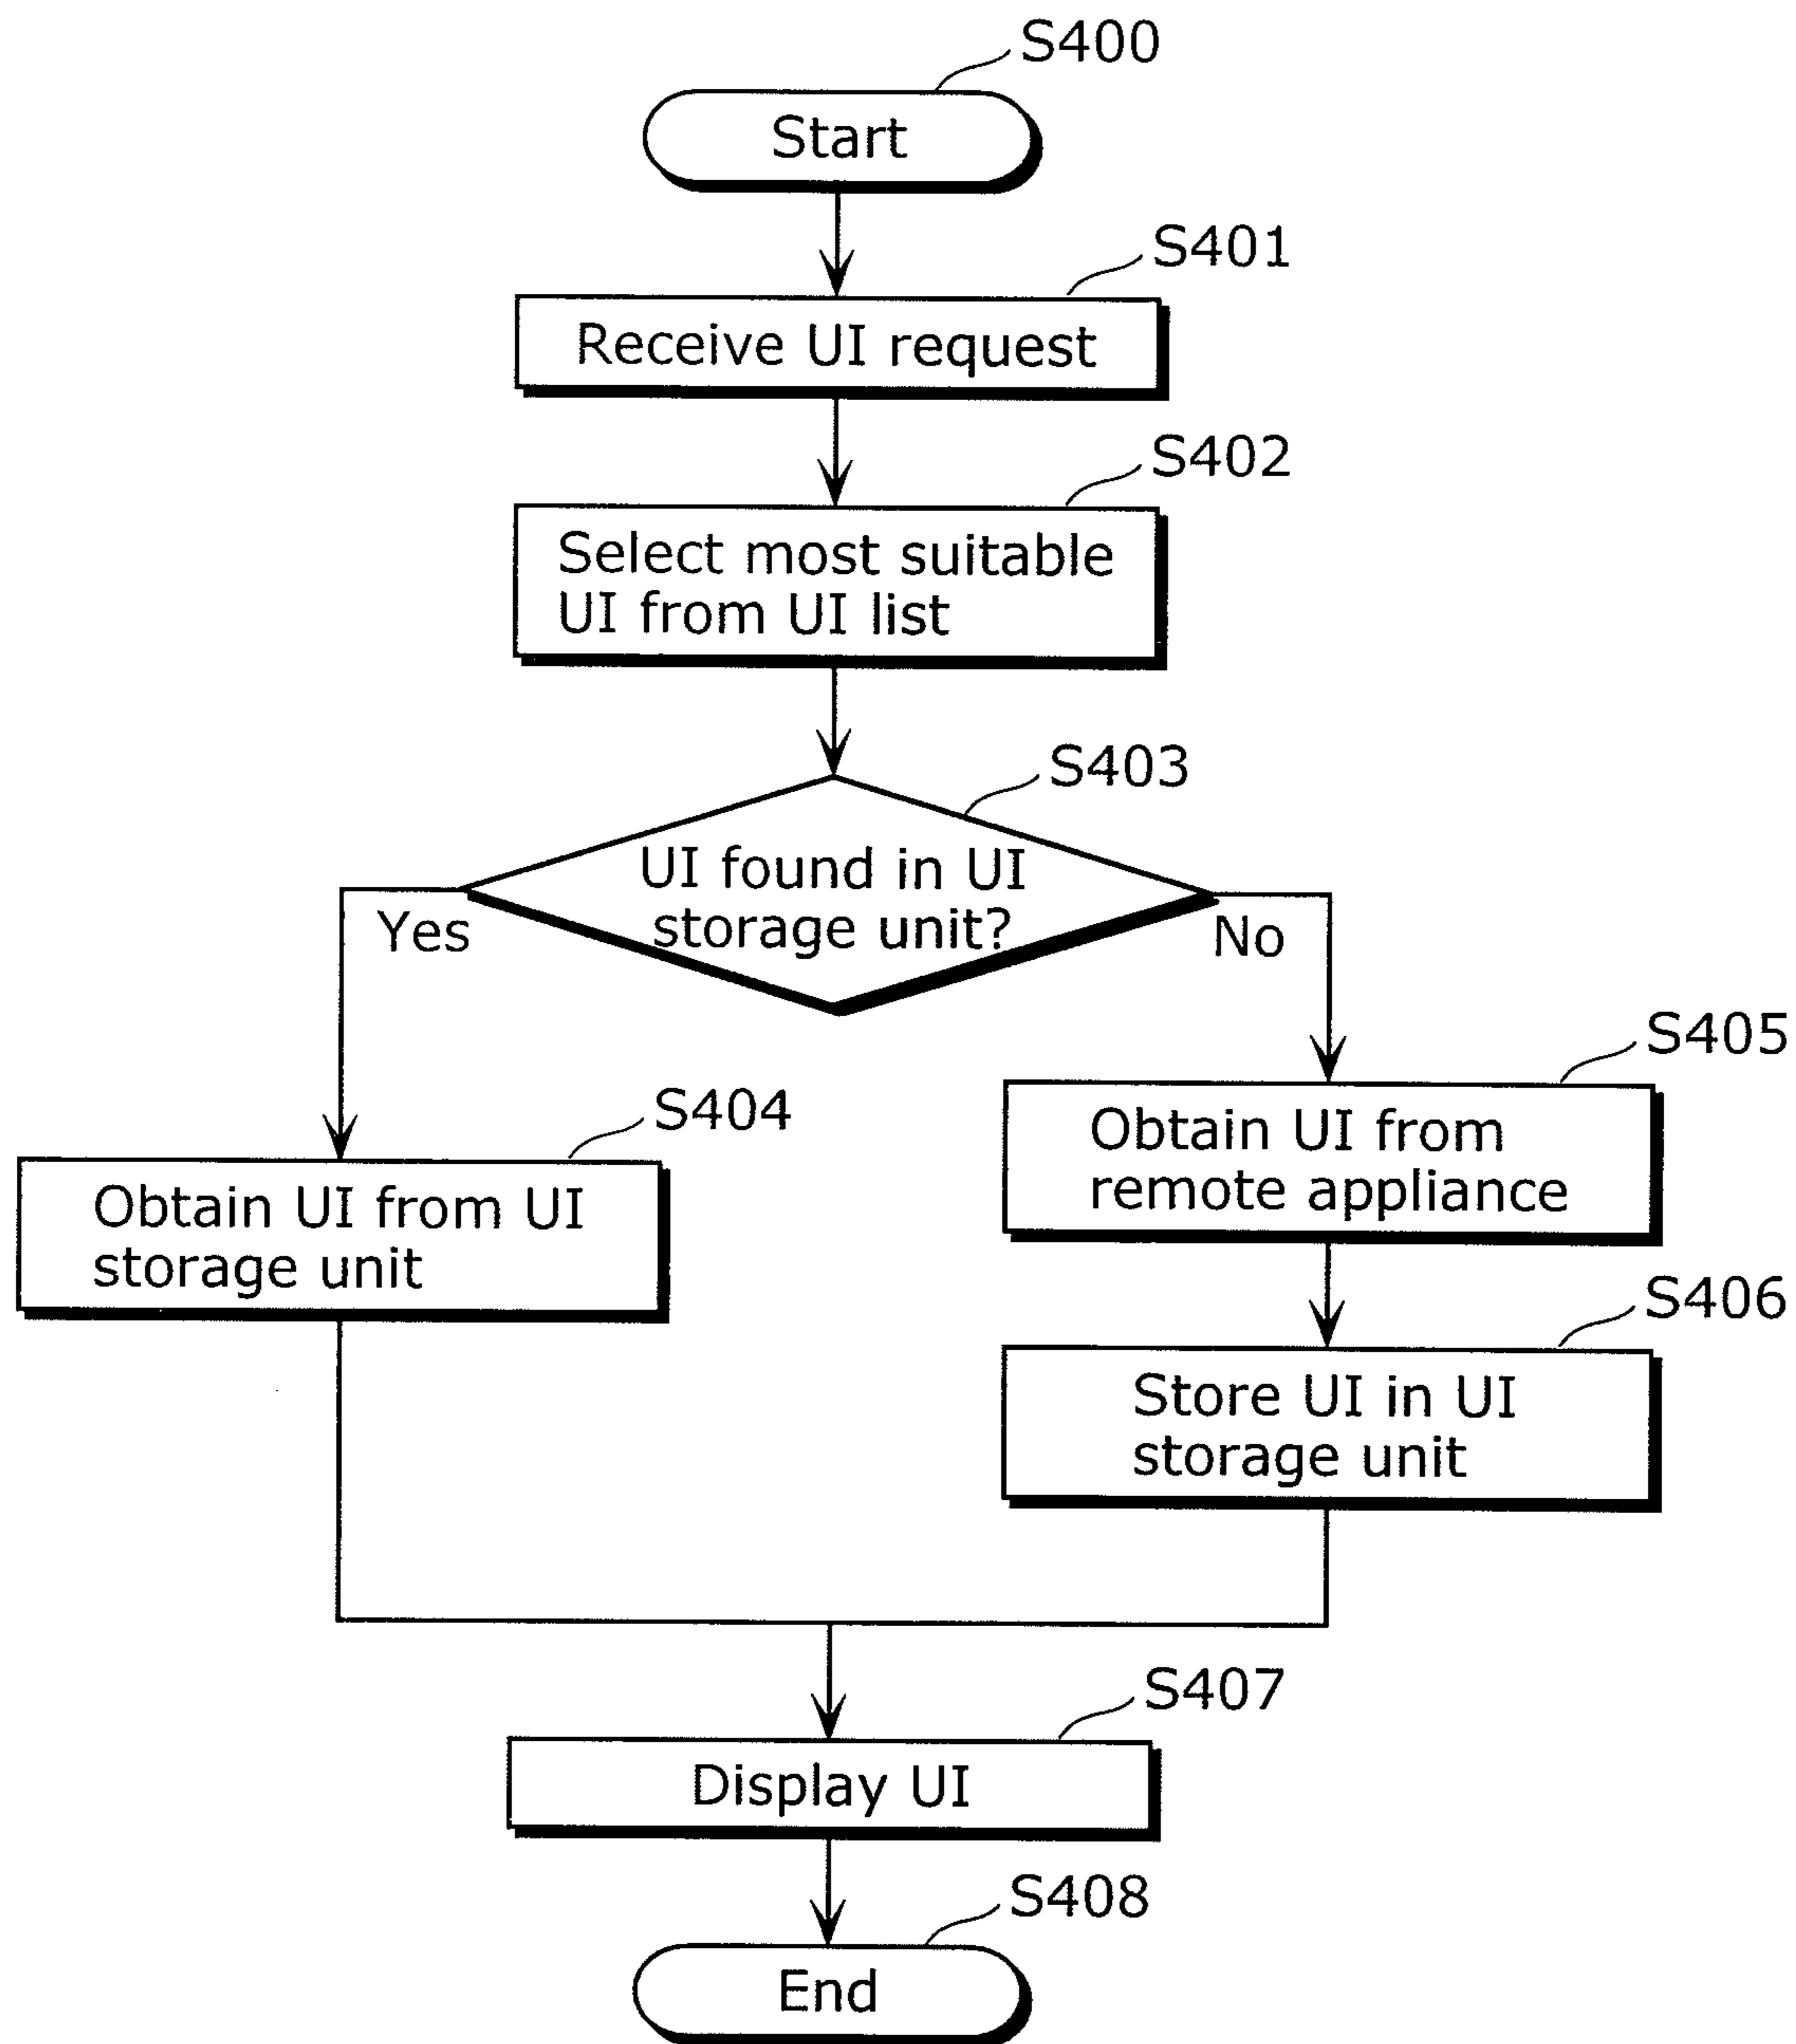 S400
Start
S401
Receive UI request
S402
Select most suitable
UI from UI list
S403
UI found in UI
storage unit?
Yes
No
S404
Obtain UI from UI
storage unit
S405
Obtain UI from
remote appliance
S406
Store UI in UI
storage unit
S407
Display UI
S408
End